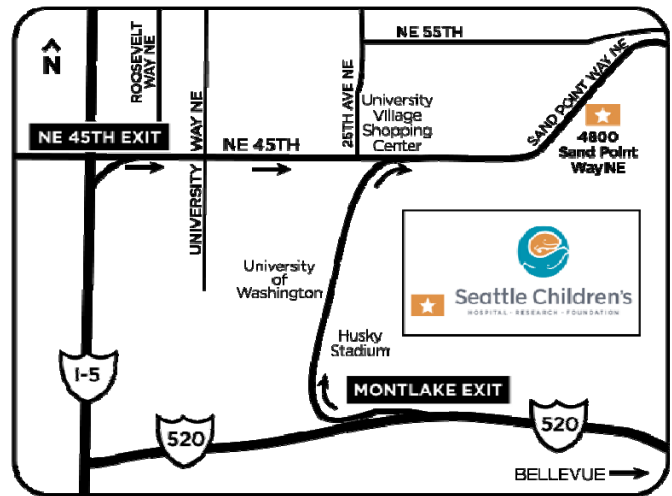 N
ROOSEVELT
WAY NE
NE 55TH
NE 45TH EXIT
UNIVERSITY WAY NE
NE 45TH
25TH AVE NE
University
Village
Shopping
Center
SAND POINT WAY NE
4800
Sand Point
WayNE
University
of
Washington
Seattle Children's
HOSPITAL · RESEARCH · FOUNDATION
Husky
Stadium
I-5
MONTLAKE EXIT
520
520
BELLEVUE